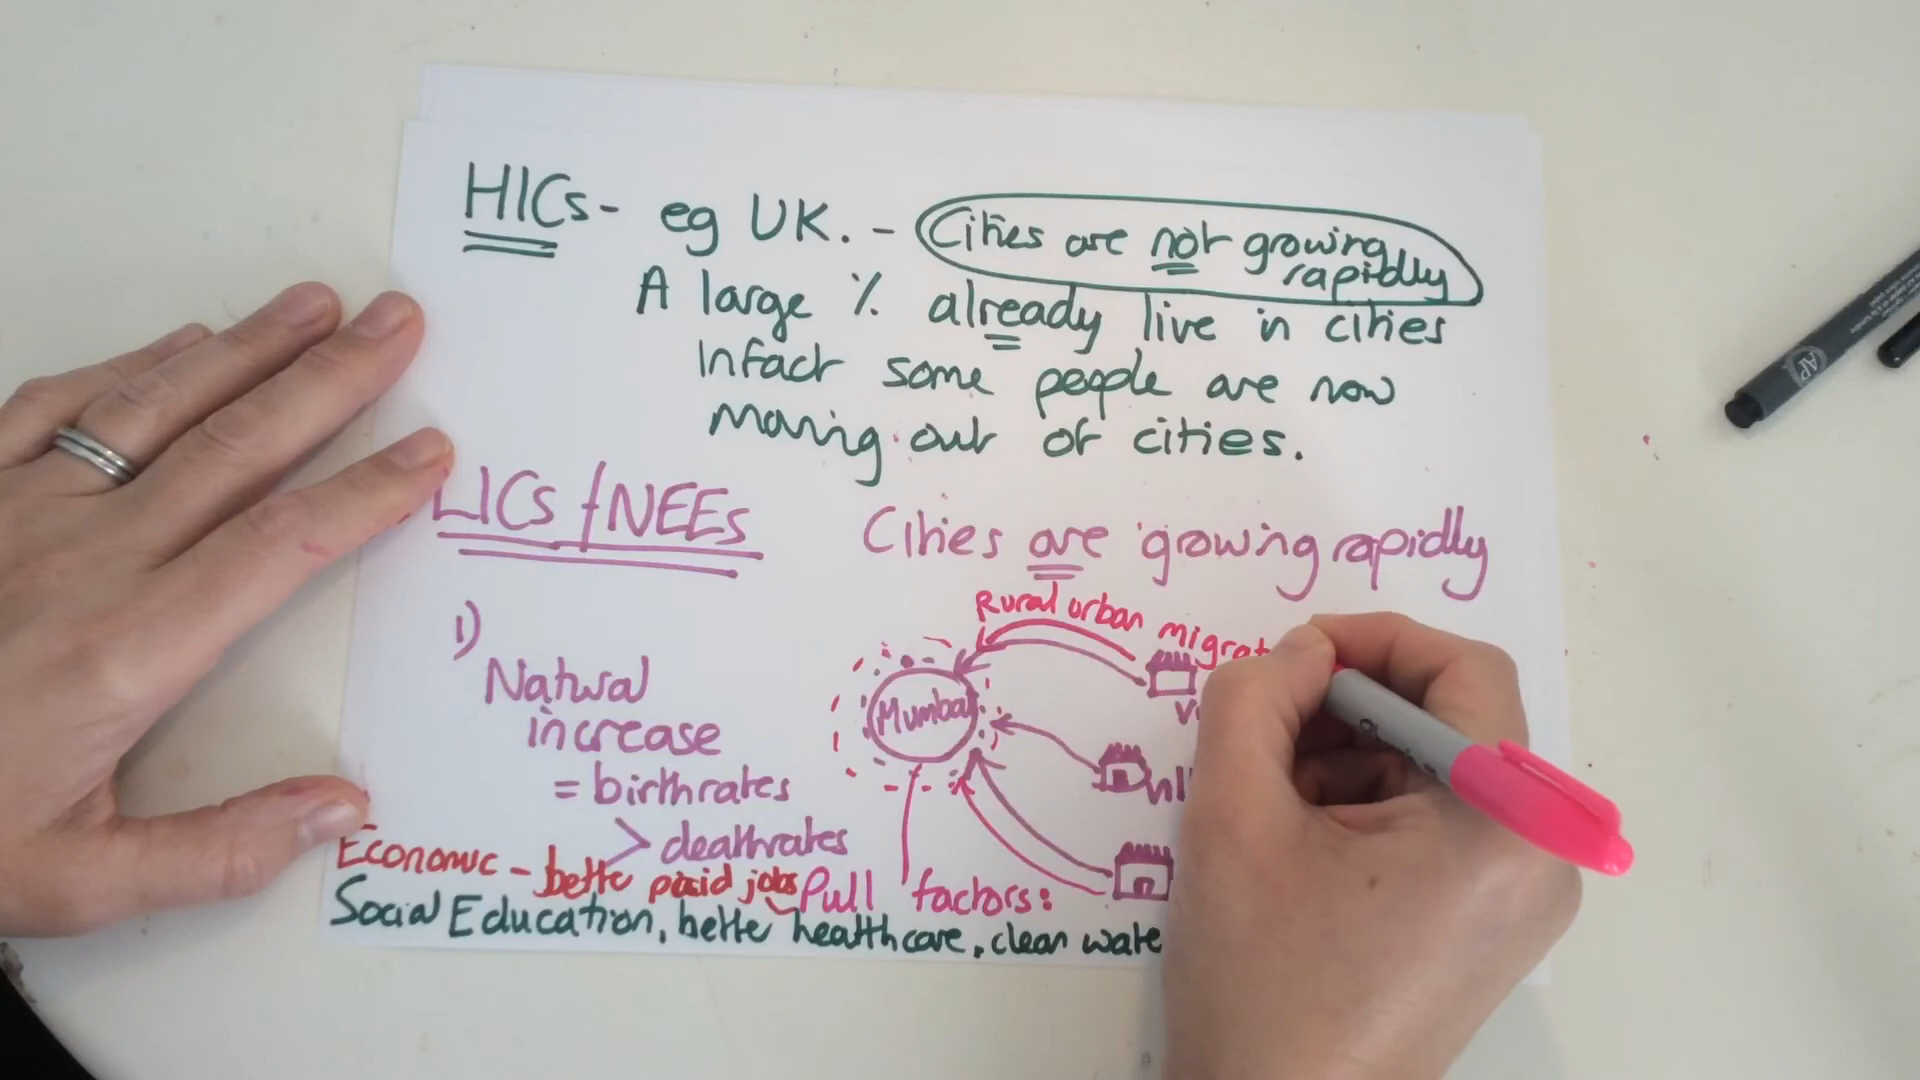 HICs - eg UK. - Cities are not growing
rapidly
A large % already live in cities
Infact some people are now
moving out of cities.
LICs / NEEs
Cities are growing rapidly
Rural urban migrat
1)
Natural
increase
= birthrates
> deathrates
Mumbai
Economic - better paid jobs
Pull factors:
Social Education, better healthcare, clean wate